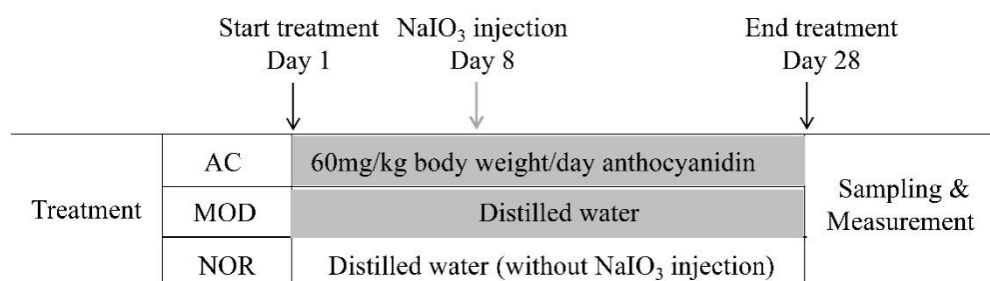 Start treatment NaIO₃ injection End treatment
Day 1 Day 8 Day 28
AC 60mg/kg body weight/day anthocyanidin
Treatment MOD Distilled water Sampling &
Measurement
NOR Distilled water (without NaIO₃ injection)